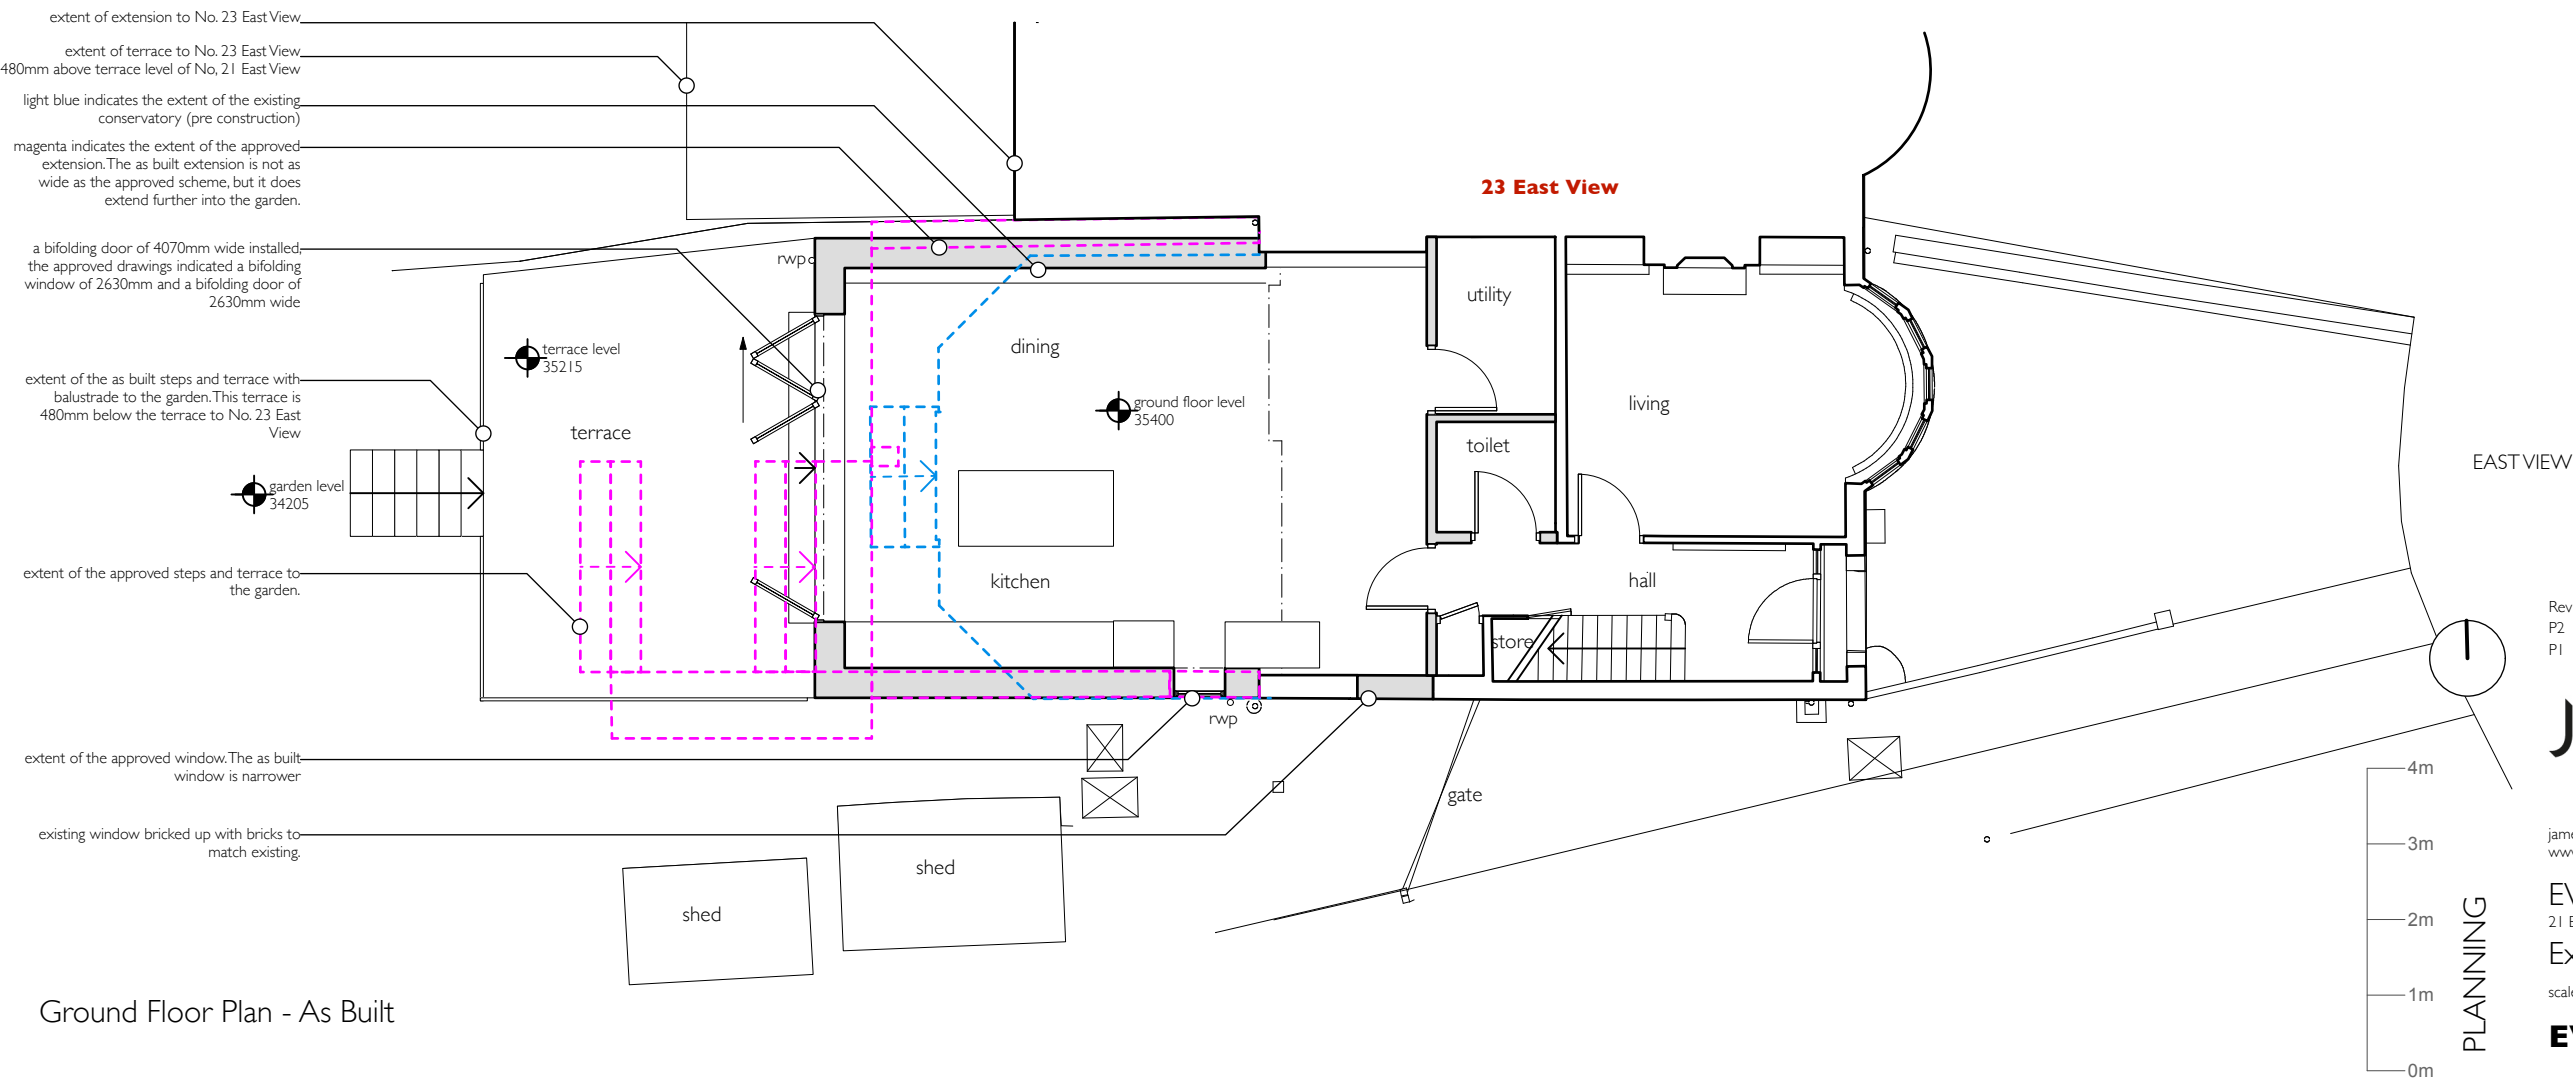 extent of extension to No. 23 East View
extent of terrace to No. 23 East View
480mm above terrace level of No, 21 East View
light blue indicates the extent of the existing
conservatory (pre construction)
magenta indicates the extent of the approved
extension. The as built extension is not as
wide as the approved scheme, but it does
extend further into the garden.
a bifolding door of 4070mm wide installed,
the approved drawings indicated a bifolding
window of 2630mm and a bifolding door of
2630mm wide
extent of the as built steps and terrace with
balustrade to the garden. This terrace is
480mm below the terrace to No. 23 East
View
extent of the approved steps and terrace to
the garden.
extent of the approved window. The as built
window is narrower
existing window bricked up with bricks to
match existing.
23 East View
rwp
terrace level
35215
terrace
garden level
34205
dining
ground floor level
35400
kitchen
utility
toilet
living
hall
store
rwp
gate
shed
shed
EAST VIEW
Rev
P2
P1
J
jame
www
EV
21 E
Ex
scale
EV
4m
3m
2m
1m
0m
PLANNING
Ground Floor Plan - As Built